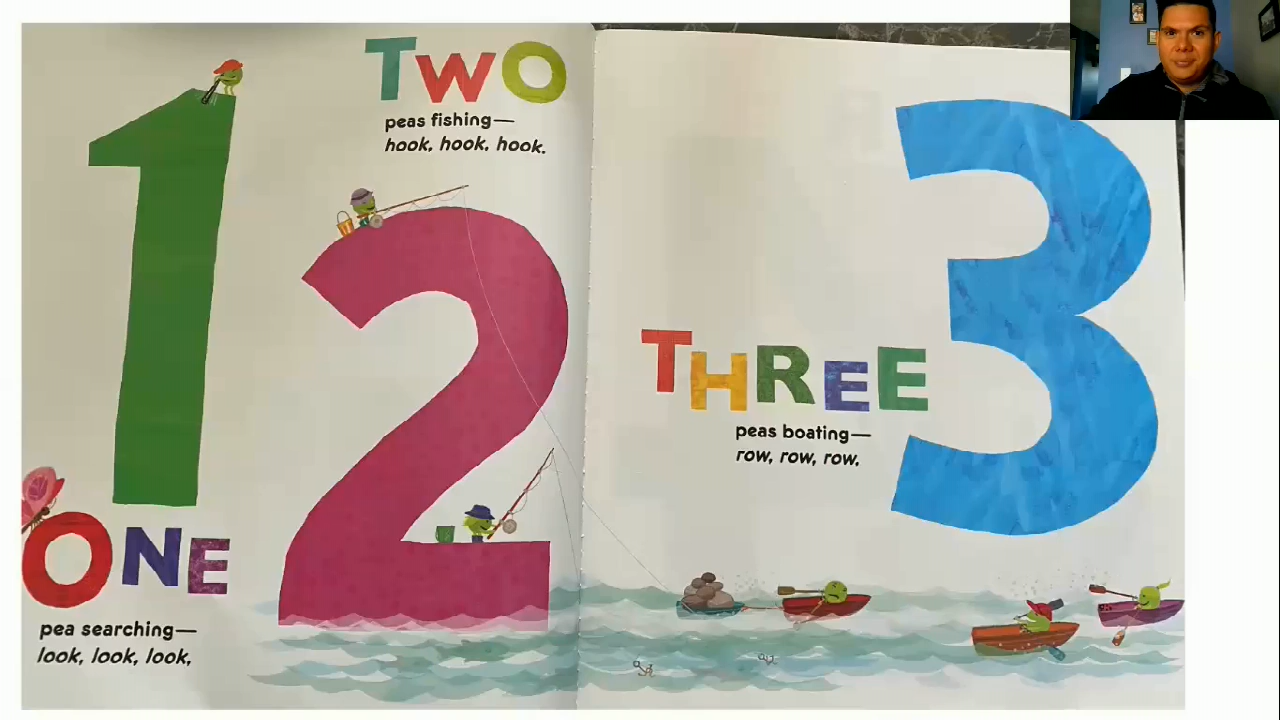 1
ONE
pea searching—
look, look, look.
TWO
peas fishing—
hook, hook, hook.
2
THREE
peas boating—
row, row, row.
3